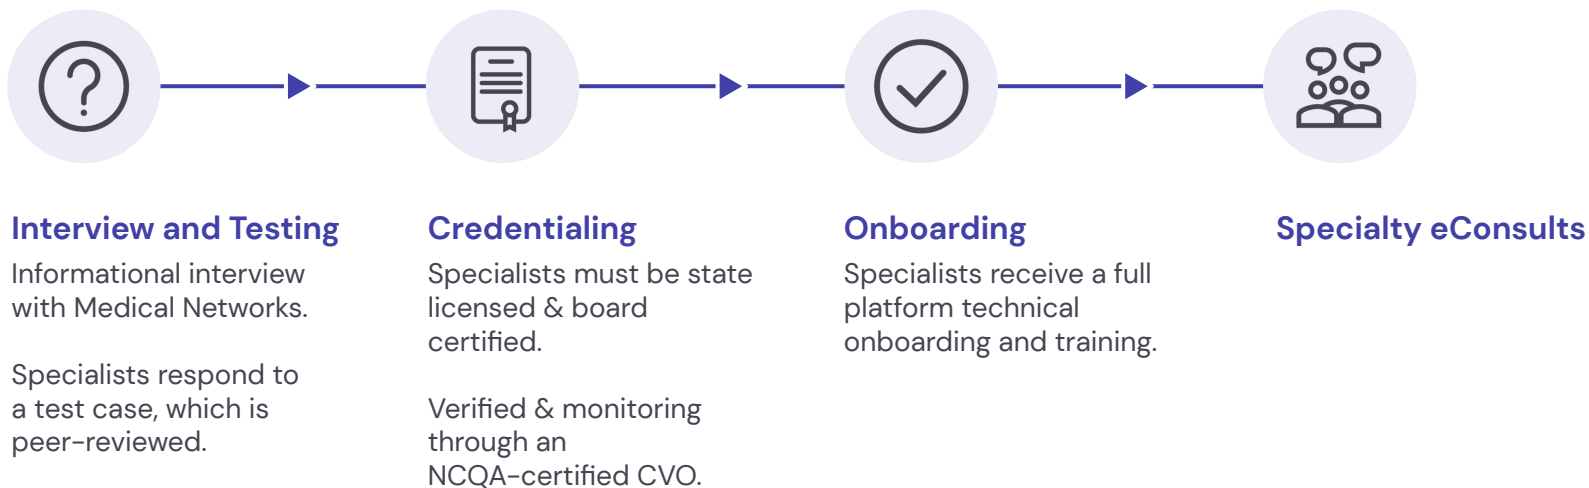 Interview and Testing
Informational interview
with Medical Networks.
Specialists respond to
a test case, which is
peer-reviewed.
Credentialing
Specialists must be state
licensed & board
certified.
Verified & monitoring
through an
NCQA-certified CVO.
Onboarding
Specialists receive a full
platform technical
onboarding and training.
Specialty eConsults